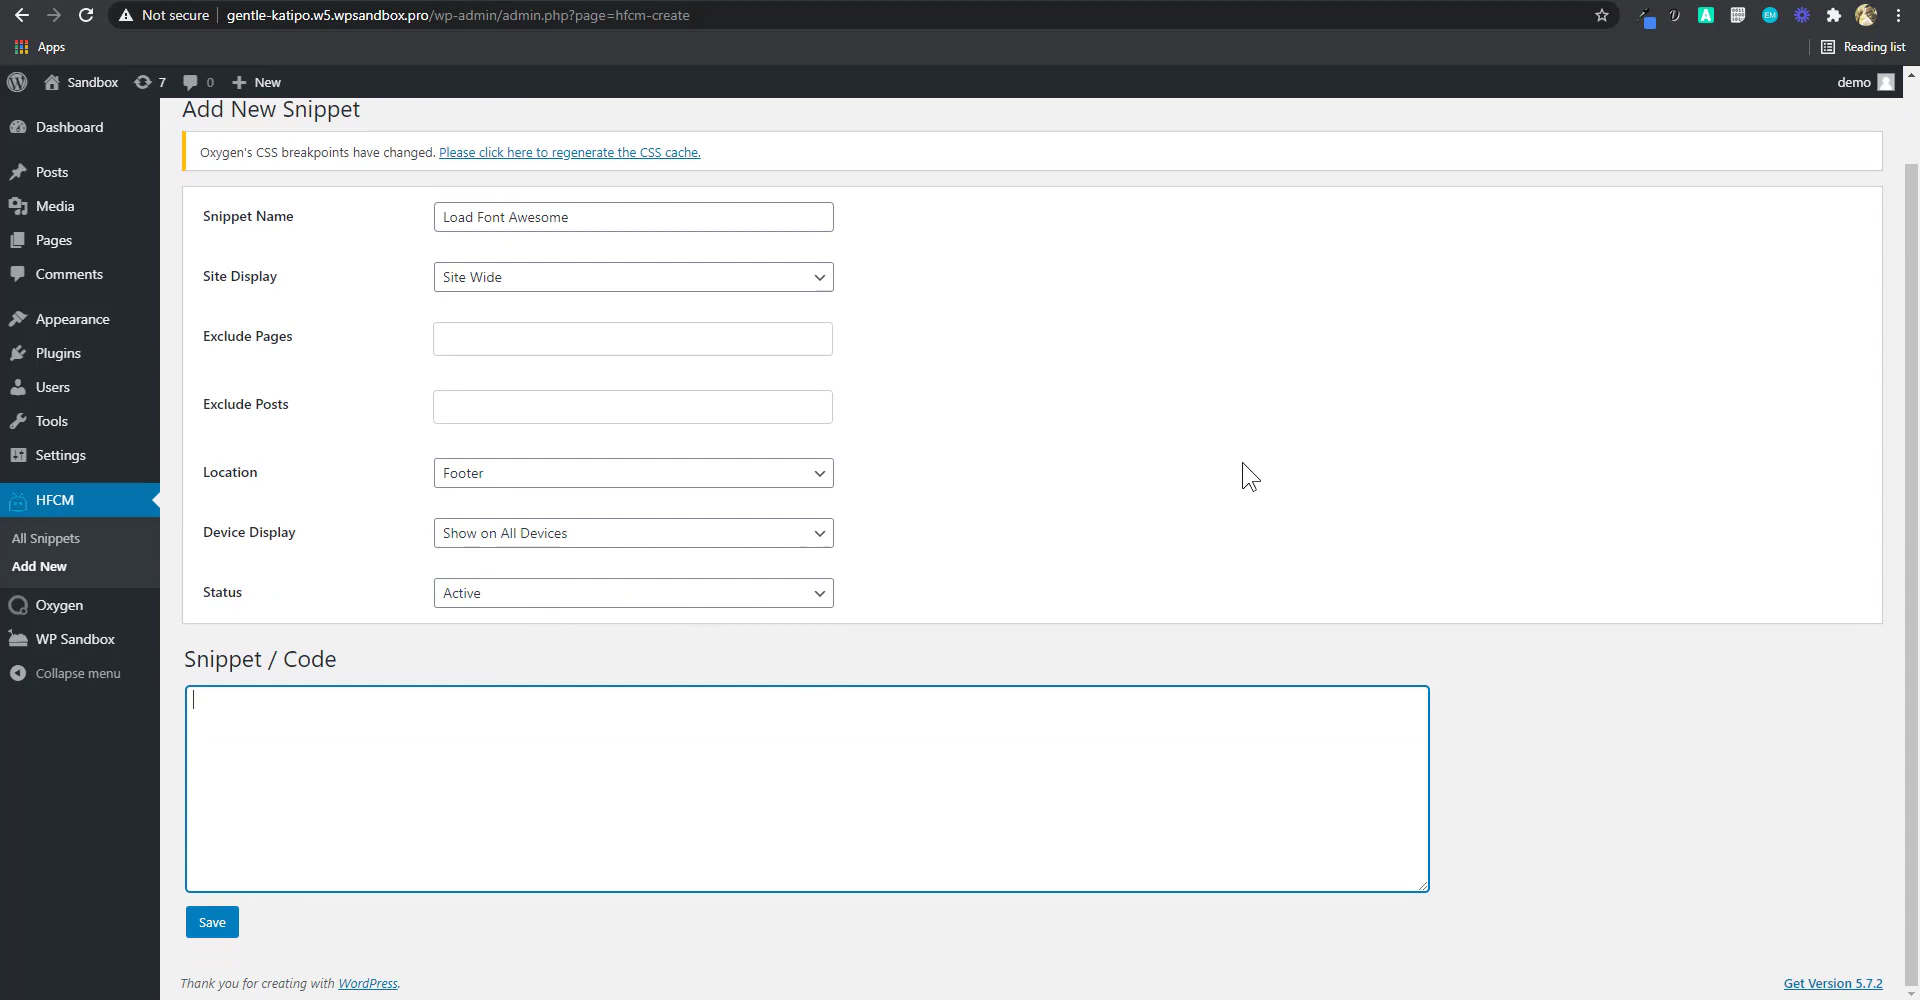 Not secure
gentle-katipo.w5.wpsandbox.pro/wp-admin/admin.php?page=hfcm-create
Apps
Reading list
Sandbox
7
0
New
demo
Dashboard
Posts
Media
Pages
Comments
Appearance
Plugins
Users
Tools
Settings
HFCM
All Snippets
Add New
Oxygen
WP Sandbox
Collapse menu
Add New Snippet
Oxygen's CSS breakpoints have changed. Please click here to regenerate the CSS cache.
Snippet Name
Load Font Awesome
Site Display
Site Wide
Exclude Pages
Exclude Posts
Location
Footer
Device Display
Show on All Devices
Status
Active
Snippet / Code
Save
Thank you for creating with WordPress.
Get Version 5.7.2